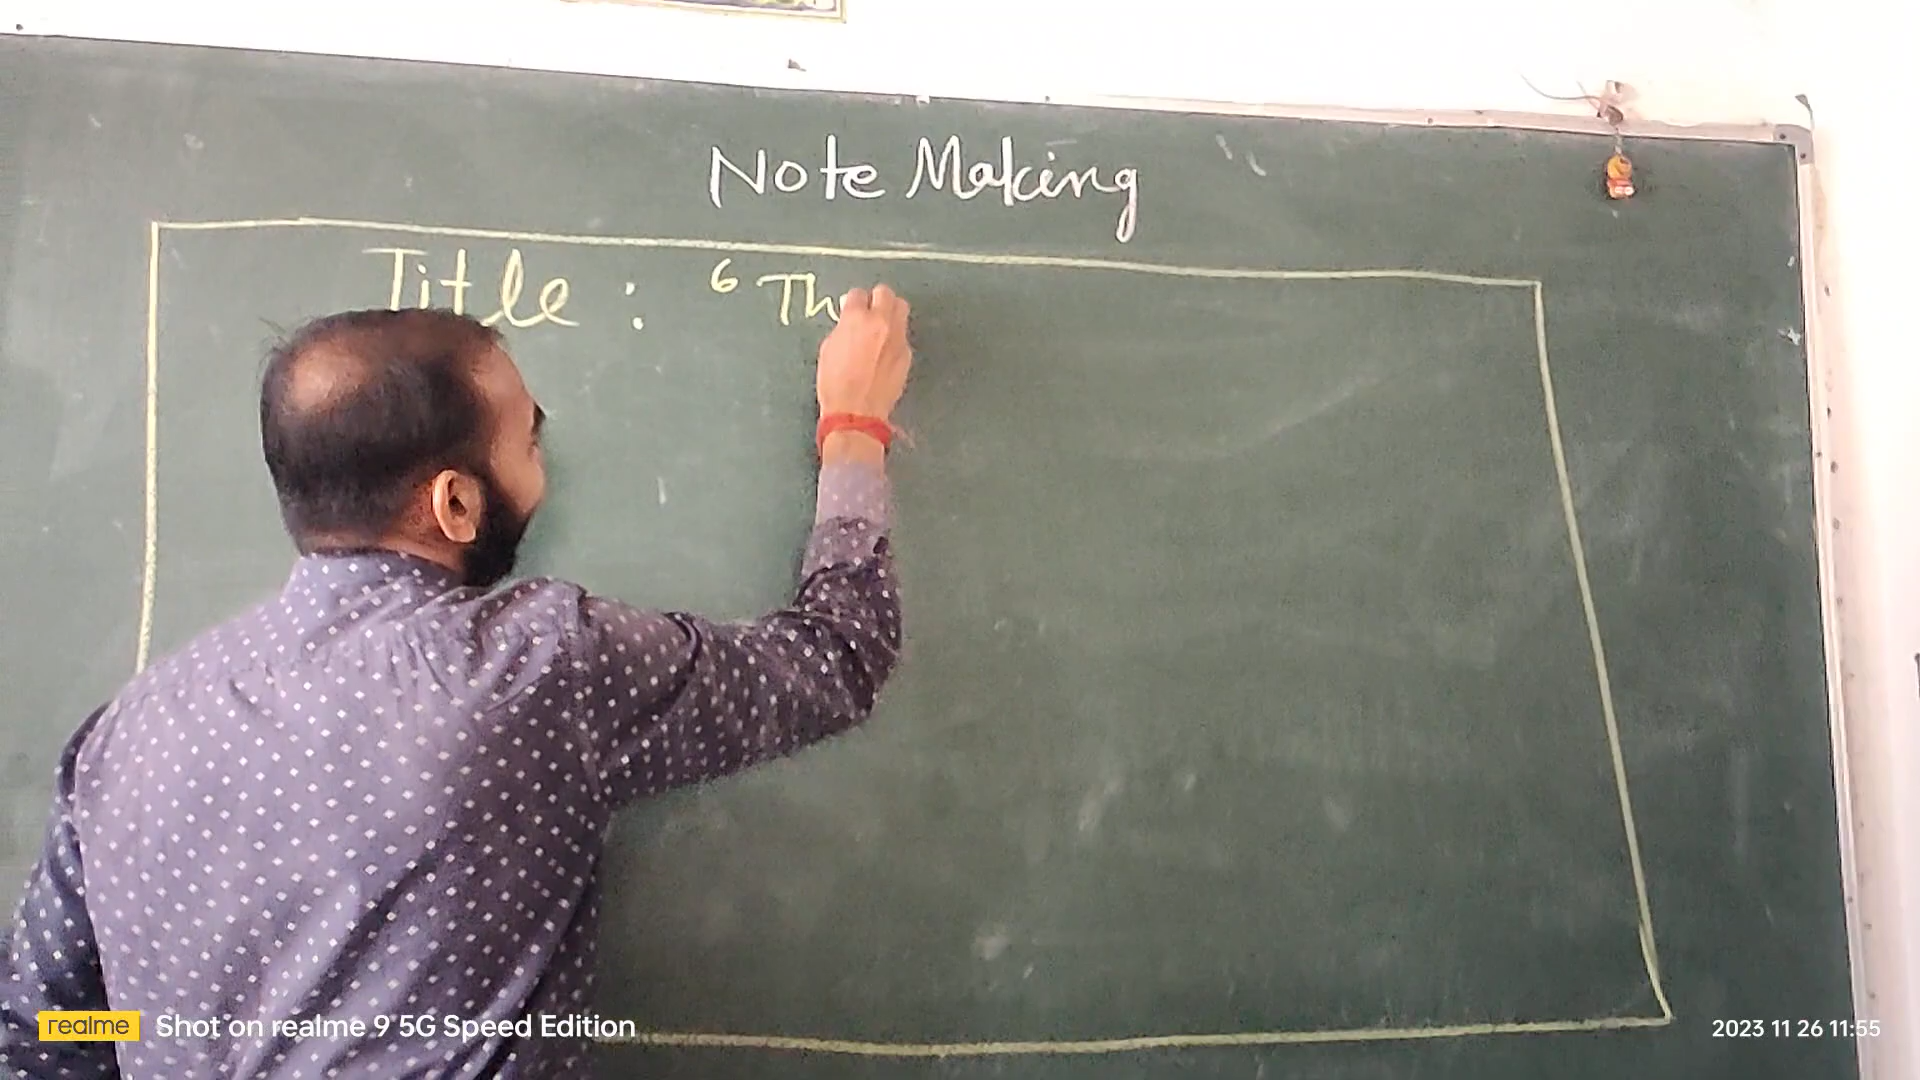 Note Making
Title : ‘Th
realme Shot on realme 9 5G Speed Edition
2023 11 26 11:55